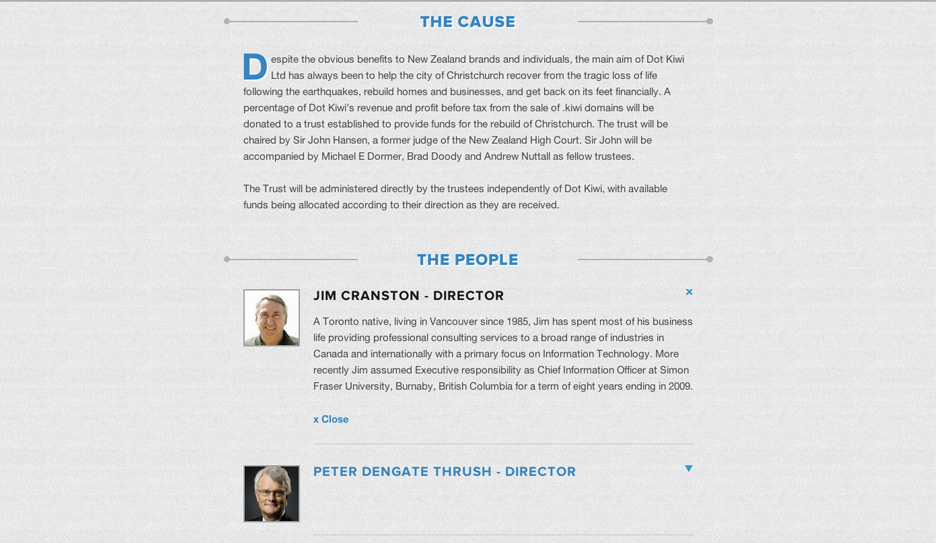 THE CAUSE
Despite the obvious benefits to New Zealand brands and individuals, the main aim of Dot Kiwi
Ltd has always been to help the city of Christchurch recover from the tragic loss of life
following the earthquakes, rebuild homes and businesses, and get back on its feet financially. A
percentage of Dot Kiwi's revenue and profit before tax from the sale of .kiwi domains will be
donated to a trust established to provide funds for the rebuild of Christchurch. The trust will be
chaired by Sir John Hansen, a former judge of the New Zealand High Court. Sir John will be
accompanied by Michael E Dormer, Brad Doody and Andrew Nuttall as fellow trustees.
The Trust will be administered directly by the trustees independently of Dot Kiwi, with available
funds being allocated according to their direction as they are received.
THE PEOPLE
JIM CRANSTON - DIRECTOR
x
A Toronto native, living in Vancouver since 1985, Jim has spent most of his business
life providing professional consulting services to a broad range of industries in
Canada and internationally with a primary focus on Information Technology. More
recently Jim assumed Executive responsibility as Chief Information Officer at Simon
Fraser University, Burnaby, British Columbia for a term of eight years ending in 2009.
x Close
PETER DENGATE THRUSH - DIRECTOR